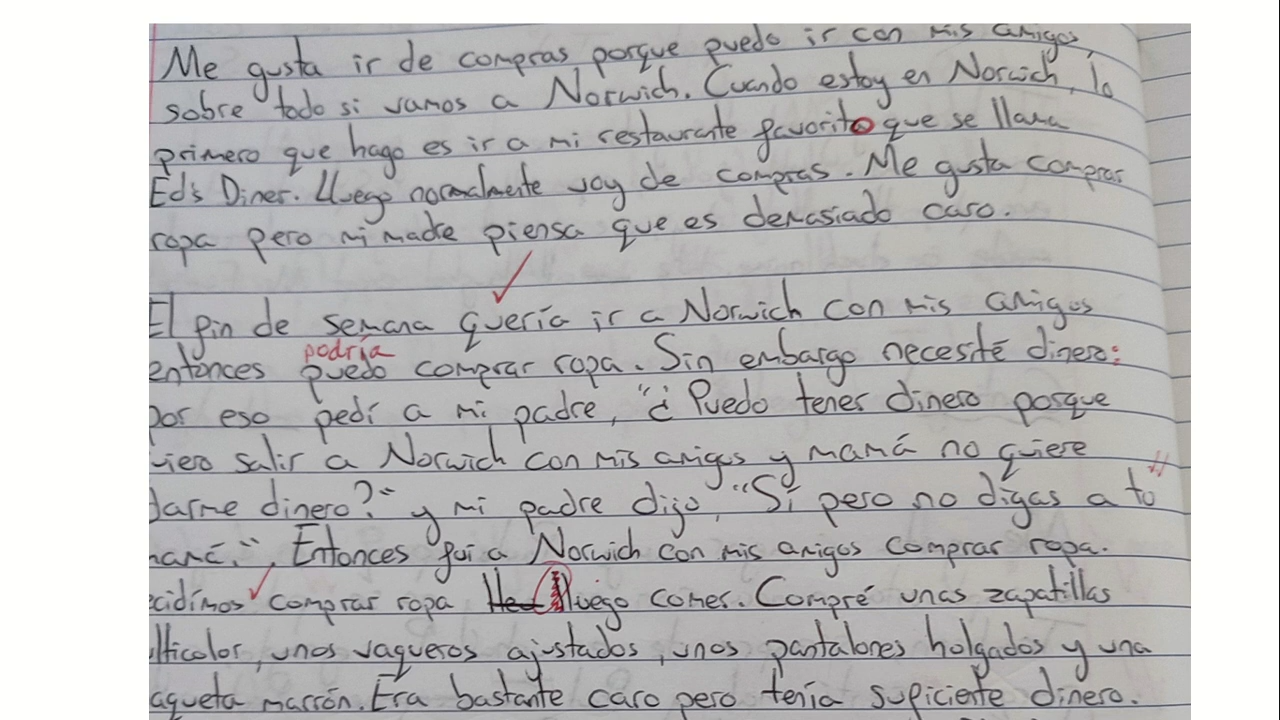 Me gusta ir de compras porque puedo ir con mis amigos,
sobre todo si vamos a Norwich. Cuando estoy en Norwich, lo
primero que hago es ir a mi restaurante favorito que se llama
Ed's Diner. Lluego normalmente voy de compras. Me gusta comprar
ropa pero mi madre piensa que es demasiado caro.
El fin de semana quería ir a Norwich con mis amigos
podría
entonces puedo comprar ropa. Sin embargo necesité dinero:
por eso pedí a mi padre, "¿Puedo tener dinero porque
iero salir a Norwich con mis amigos y mamá no quiere
darme dinero?" y mi padre dijo, "Sí pero no digas a tu
mamá.". Entonces fui a Norwich con mis amigos comprar ropa.
cidimos comprar ropa lluego comer. Compré unas zapatillas
lticolor, unos vaqueros ajustados, unos pantalones holgados y una
aqueta marrón. Era bastante caro pero tenía suficiente dinero.